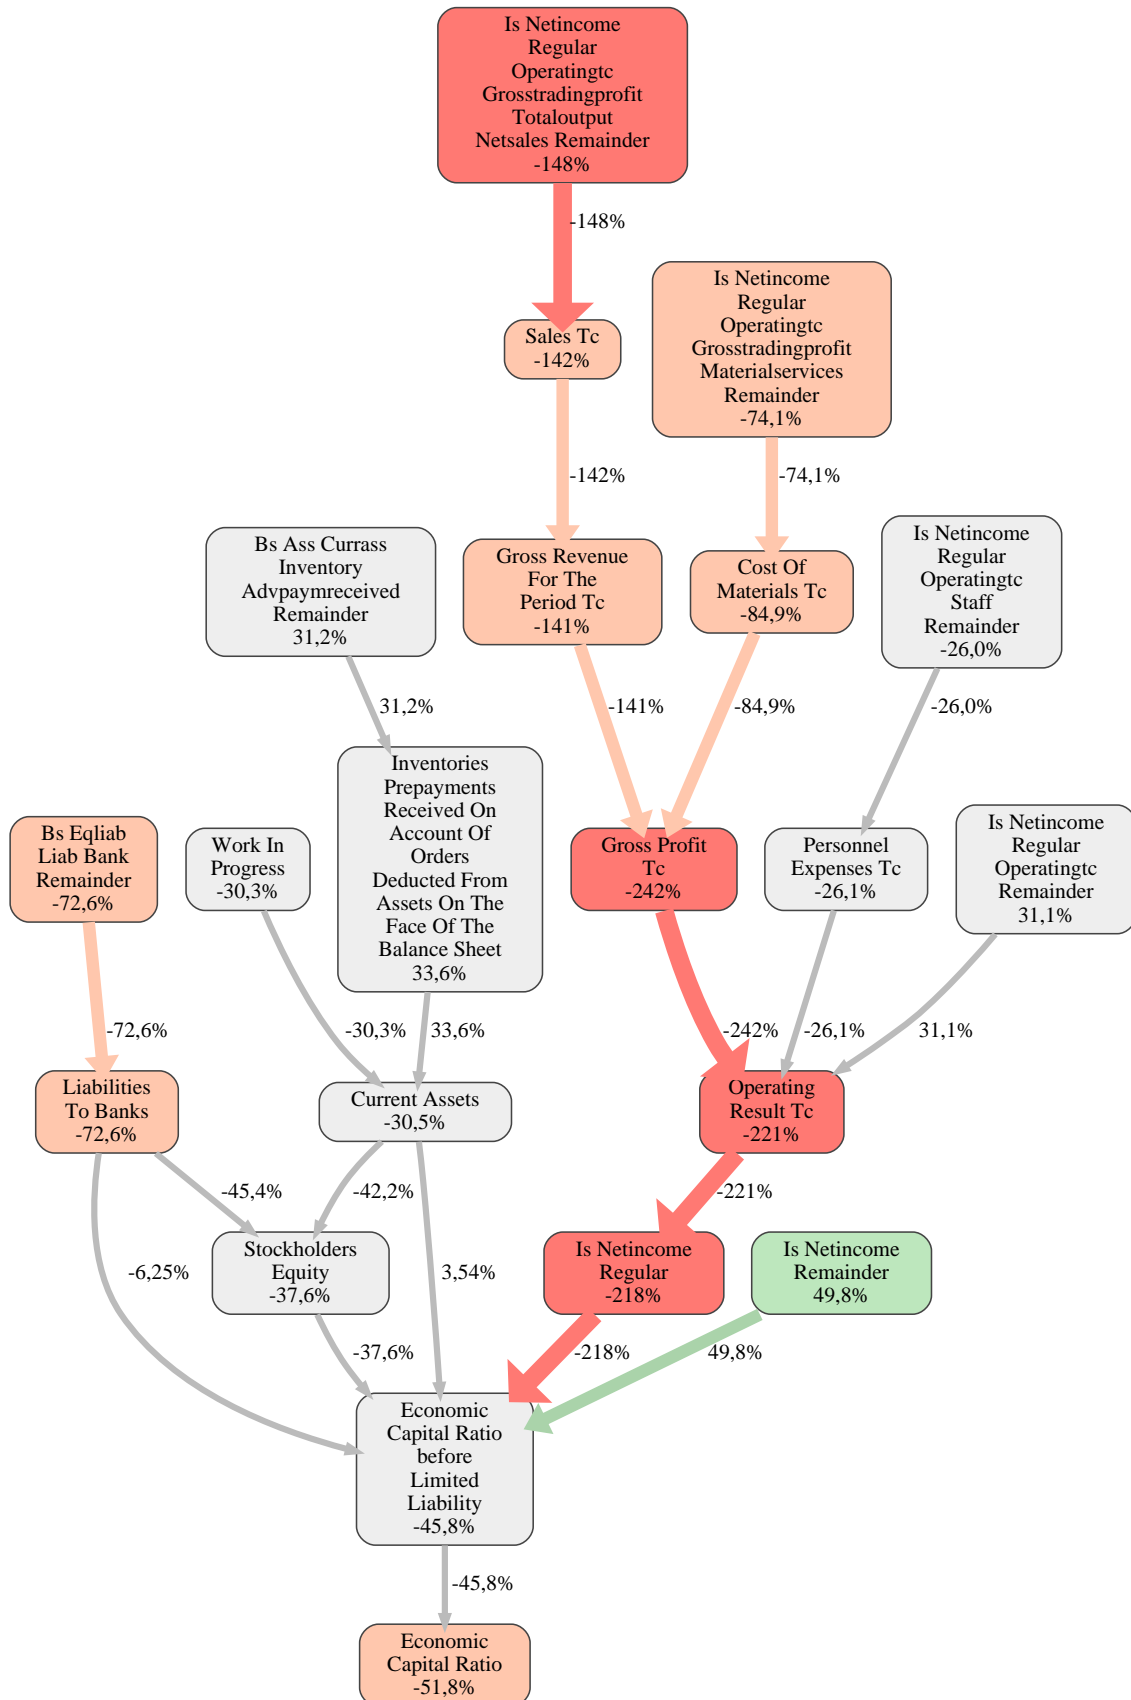 Is Netincome
Regular
Operatingtc
Grosstradingprofit
Totaloutput
Netsales Remainder
-148%
-148%
Is Netincome
Regular
Operatingtc
Grosstradingprofit
Materialservices
Remainder
-74,1%
Sales Tc
-142%
-142%
-74,1%
Bs Ass Currass
Inventory
Advpaymreceived
Remainder
31,2%
Gross Revenue
For The
Period Tc
-141%
Cost Of
Materials Tc
-84,9%
Is Netincome
Regular
Operatingtc
Staff
Remainder
-26,0%
31,2%
-141%
-84,9%
-26,0%
Bs Eqliab
Liab Bank
Remainder
-72,6%
Work In
Progress
-30,3%
Inventories
Prepayments
Received On
Account Of
Orders
Deducted From
Assets On The
Face Of The
Balance Sheet
33,6%
Gross Profit
Tc
-242%
Personnel
Expenses Tc
-26,1%
Is Netincome
Regular
Operatingtc
Remainder
31,1%
-72,6%
-30,3%
33,6%
-242%
-26,1%
31,1%
Liabilities
To Banks
-72,6%
Current Assets
-30,5%
Operating
Result Tc
-221%
-45,4%
-42,2%
-221%
-6,25%
Stockholders
Equity
-37,6%
3,54%
Is Netincome
Regular
-218%
Is Netincome
Remainder
49,8%
-37,6%
-218%
49,8%
Economic
Capital Ratio
before
Limited
Liability
-45,8%
-45,8%
Economic
Capital Ratio
-51,8%